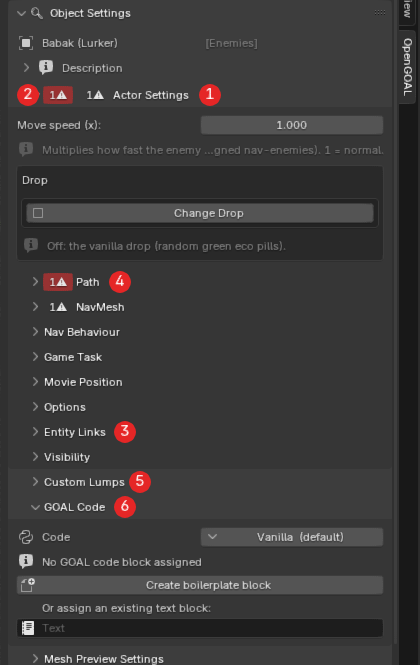 Object Settings
Babak (Lurker) [Enemies]
Description
2 1 1 Actor Settings 1
Move speed (x): 1.000
Multiplies how fast the enemy ...gned nav-enemies). 1 = normal.
Drop
Change Drop
Off: the vanilla drop (random green eco pills).
1 Path 4
1 NavMesh
Nav Behaviour
Game Task
Movie Position
Options
Entity Links 3
Visibility
Custom Lumps 5
GOAL Code 6
Code Vanilla (default)
No GOAL code block assigned
Create boilerplate block
Or assign an existing text block:
Text
Mesh Preview Settings
iew
OpenGOAL